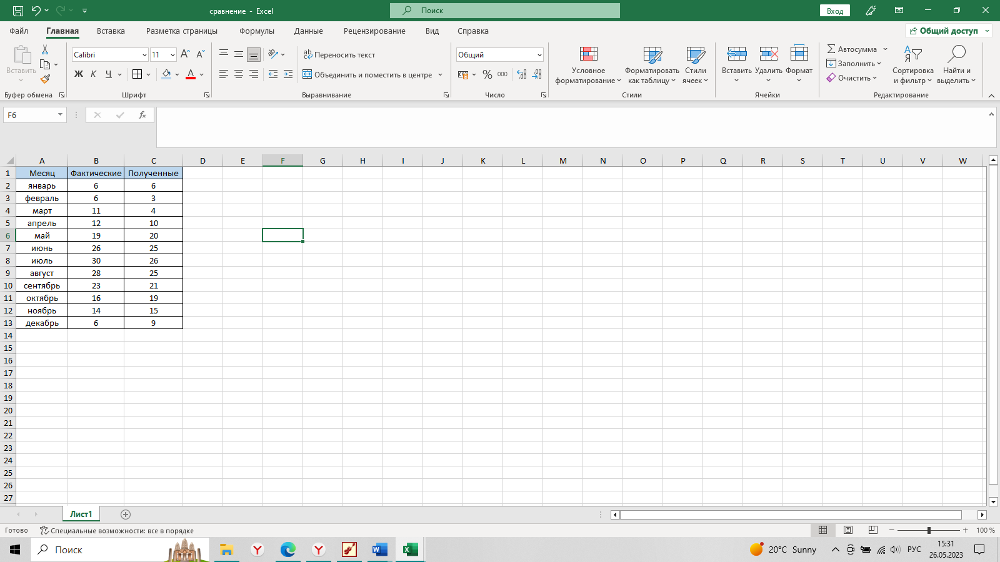 сравнение - Excel
Поиск
Вход
Файл Главная Вставка Разметка страницы Формулы Данные Рецензирование Вид Справка Общий доступ
Вставить
Буфер обмена
Calibri 11
Ж К Ч А
Шрифт
Переносить текст
Объединить и поместить в центре
Выравнивание
Общий
% 000
Число
Условное форматирование
Форматировать как таблицу
Стили ячеек
Стили
Вставить Удалить Формат
Ячейки
Автосумма
Заполнить
Очистить
Сортировка и фильтр
Найти и выделить
Редактирование
F6 fx
A B C D E F G H I J K L M N O P Q R S T U V W
1 Месяц Фактические Полученные
2 январь 6 6
3 февраль 6 3
4 март 11 4
5 апрель 12 10
6 май 19 20
7 июнь 26 25
8 июль 30 26
9 август 28 25
10 сентябрь 23 21
11 октябрь 16 19
12 ноябрь 14 15
13 декабрь 6 9
14
15
16
17
18
19
20
21
22
23
24
25
26
27
Лист1
Готово Специальные возможности: все в порядке 100 %
Поиск 20°C Sunny РУС 15:31
26.05.2023